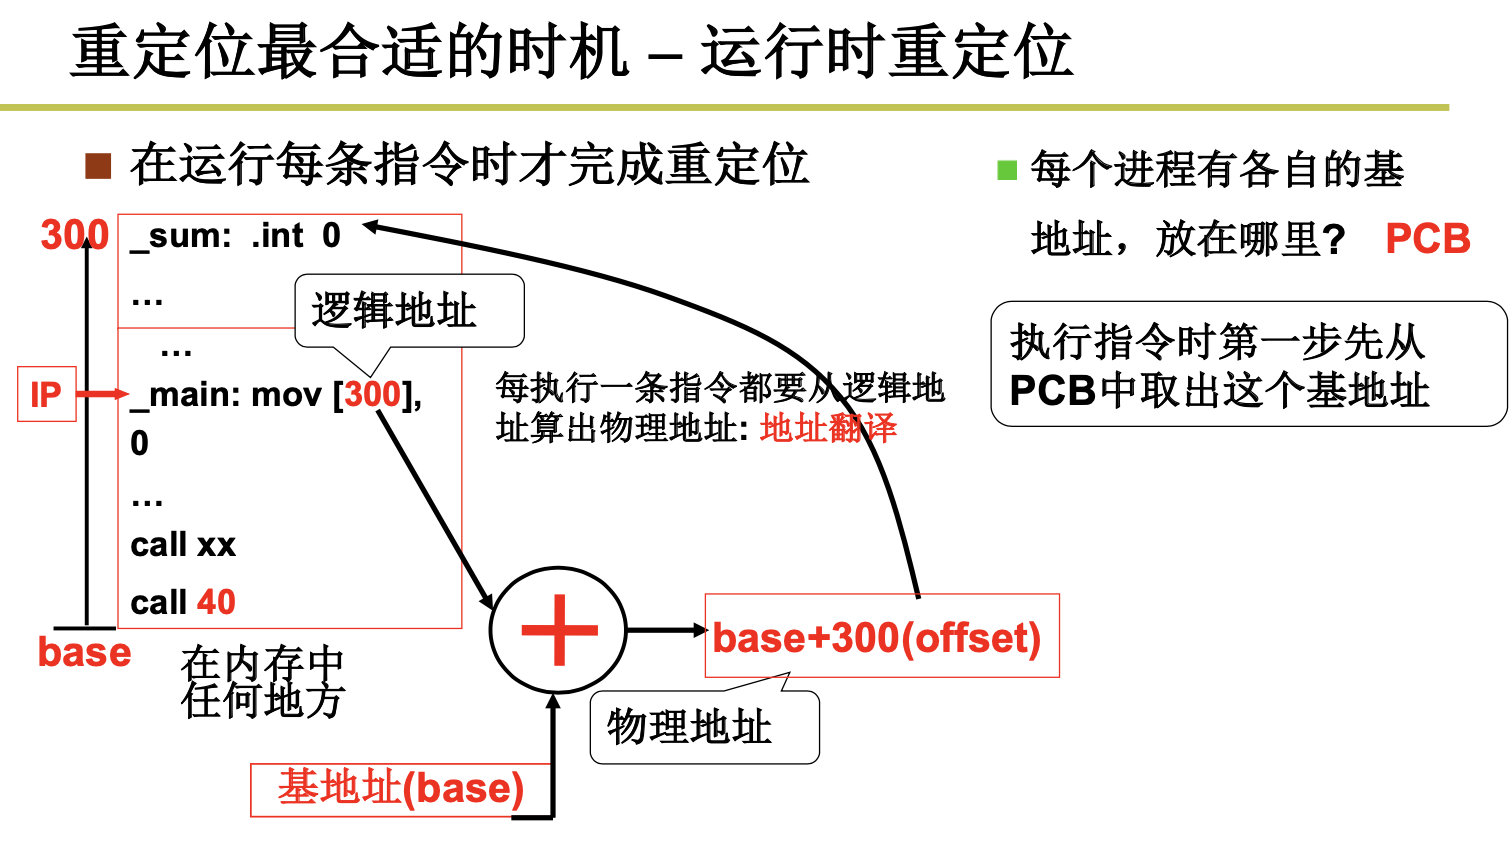 重定位最合适的时机 – 运行时重定位
在运行每条指令时才完成重定位
300
_sum: .int 0
...
逻辑地址
...
IP
_main: mov [300],
0
...
call xx
call 40
base
在内存中
任何地方
每执行一条指令都要从逻辑地
址算出物理地址: 地址翻译
+
base+300(offset)
物理地址
基地址(base)
每个进程有各自的基
地址，放在哪里? PCB
执行指令时第一步先从
PCB中取出这个基地址